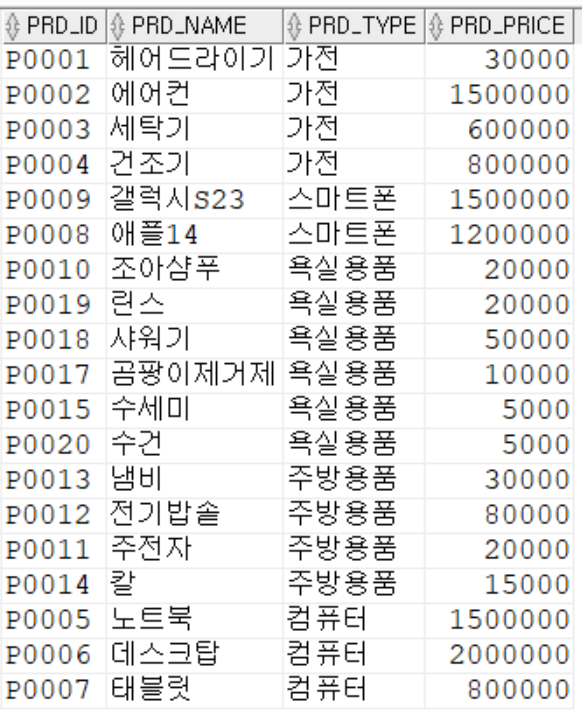 PRD_ID PRD_NAME PRD_TYPE PRD_PRICE
P0001 헤어드라이기 가전 30000
P0002 에어컨 가전 1500000
P0003 세탁기 가전 600000
P0004 건조기 가전 800000
P0009 갤럭시S23 스마트폰 1500000
P0008 애플14 스마트폰 1200000
P0010 조아샴푸 욕실용품 20000
P0019 린스 욕실용품 20000
P0018 샤워기 욕실용품 50000
P0017 곰팡이제거제 욕실용품 10000
P0015 수세미 욕실용품 5000
P0020 수건 욕실용품 5000
P0013 냄비 주방용품 30000
P0012 전기밥솥 주방용품 80000
P0011 주전자 주방용품 20000
P0014 칼 주방용품 15000
P0005 노트북 컴퓨터 1500000
P0006 데스크탑 컴퓨터 2000000
P0007 태블릿 컴퓨터 800000